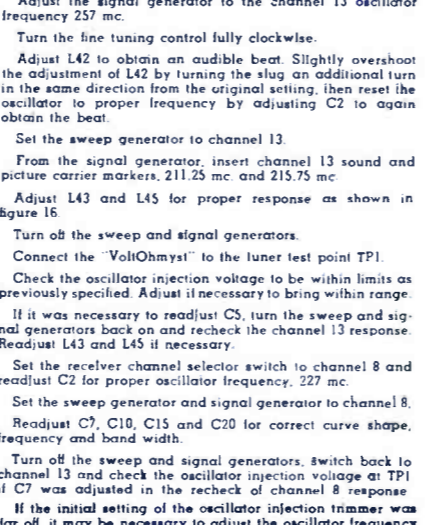 Adjust the signal generator to the channel 13 oscillator
frequency 257 mc.
Turn the fine tuning control fully clockwise.
Adjust L42 to obtain an audible beat. Slightly overshoot
the adjustment of L42 by turning the slug an additional turn
in the same direction from the original setting, then reset the
oscillator to proper frequency by adjusting C2 to again
obtain the beat.
Set the sweep generator to channel 13.
From the signal generator, insert channel 13 sound and
picture carrier markers, 211.25 mc. and 215.75 mc
Adjust L43 and L45 for proper response as shown in
figure 16.
Turn off the sweep and signal generators.
Connect the "VoltOhmyst" to the tuner test point TP1.
Check the oscillator injection voltage to be within limits as
previously specified. Adjust if necessary to bring within range.
If it was necessary to readjust C5, turn the sweep and sig-
nal generators back on and recheck the channel 13 response.
Readjust L43 and L45 if necessary.
Set the receiver channel selector switch to channel 8 and
readjust C2 for proper oscillator frequency, 227 mc.
Set the sweep generator and signal generator to channel 8.
Readjust C7, C10, C15 and C20 for correct curve shape,
frequency and band width.
Turn off the sweep and signal generators, switch back to
channel 13 and check the oscillator injection voltage at TP1
if C7 was adjusted in the recheck of channel 8 response
If the initial setting of the oscillator injection trimmer was
far off, it may be necessary to adjust the oscillator frequency